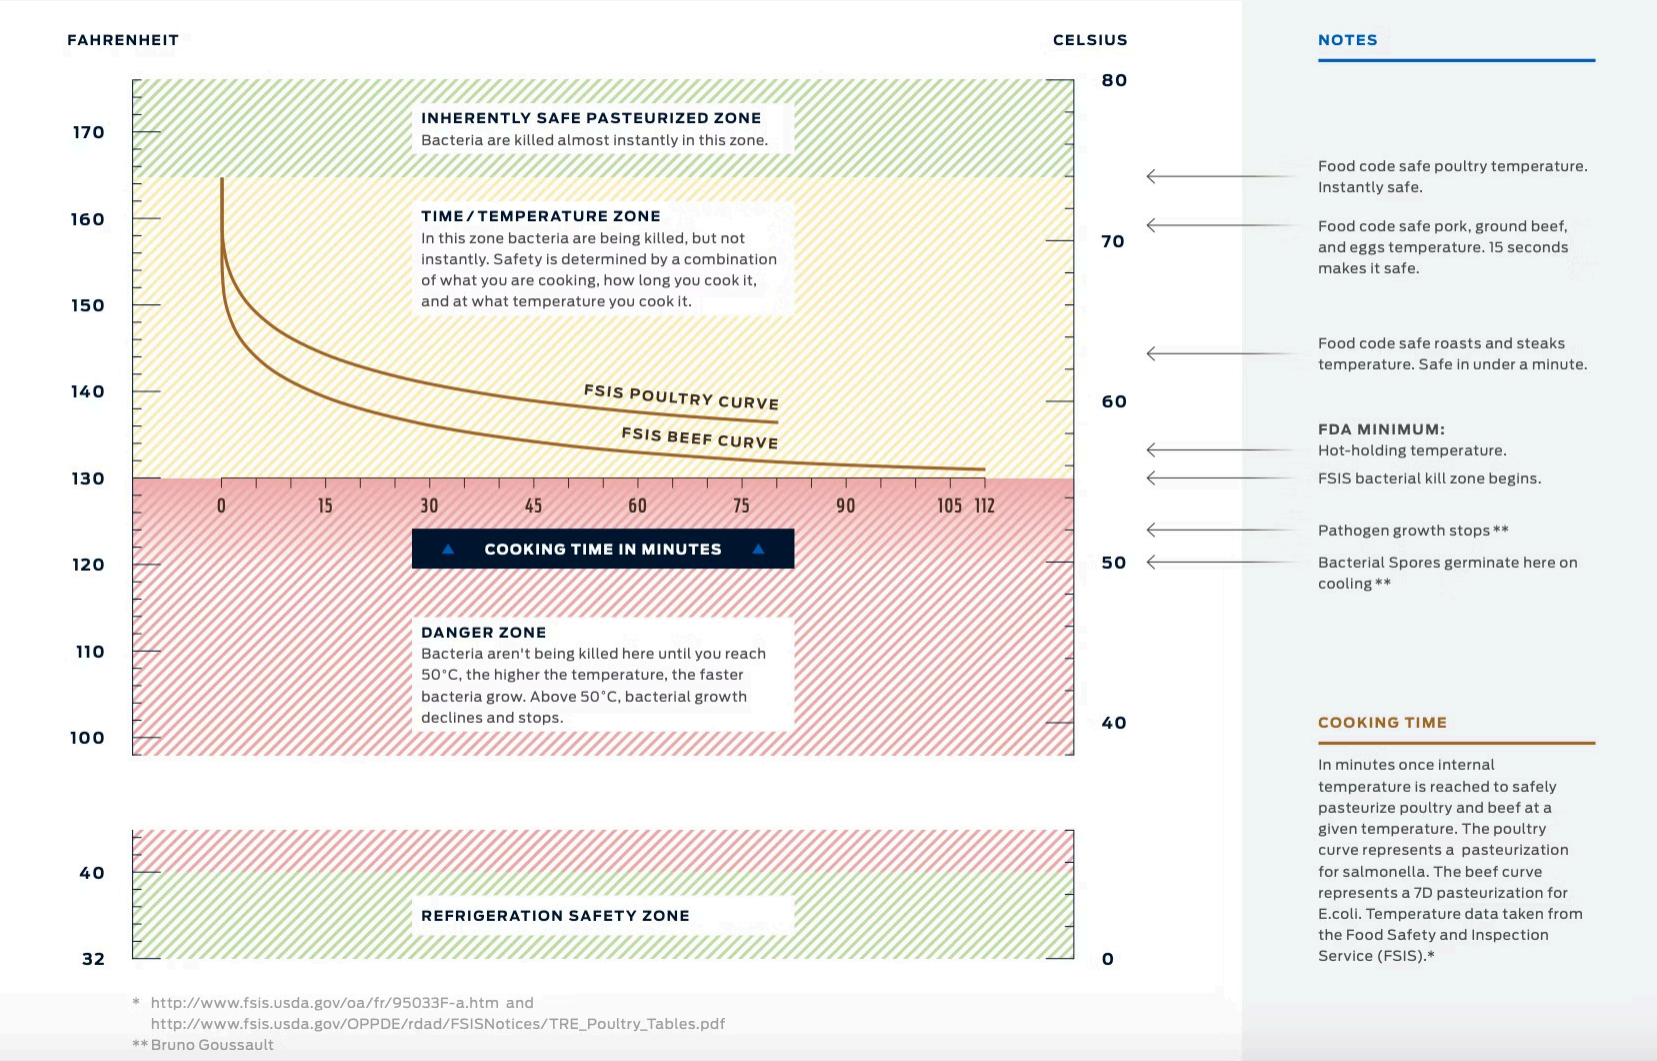 FAHRENHEIT
CELSIUS
170
160
150
140
130
120
110
100
40
32
80
70
60
50
40
0
INHERENTLY SAFE PASTEURIZED ZONE
Bacteria are killed almost instantly in this zone.
TIME/TEMPERATURE ZONE
In this zone bacteria are being killed, but not
instantly. Safety is determined by a combination
of what you are cooking, how long you cook it,
and at what temperature you cook it.
FSIS POULTRY CURVE
FSIS BEEF CURVE
0 15 30 45 60 75 90 105 112
COOKING TIME IN MINUTES
DANGER ZONE
Bacteria aren't being killed here until you reach
50°C, the higher the temperature, the faster
bacteria grow. Above 50°C, bacterial growth
declines and stops.
REFRIGERATION SAFETY ZONE
* http://www.fsis.usda.gov/oa/fr/95033F-a.htm and
http://www.fsis.usda.gov/OPPDE/rdad/FSISNotices/TRE_Poultry_Tables.pdf
** Bruno Goussault
NOTES
Food code safe poultry temperature.
Instantly safe.
Food code safe pork, ground beef,
and eggs temperature. 15 seconds
makes it safe.
Food code safe roasts and steaks
temperature. Safe in under a minute.
FDA MINIMUM:
Hot-holding temperature.
FSIS bacterial kill zone begins.
Pathogen growth stops **
Bacterial Spores germinate here on
cooling **
COOKING TIME
In minutes once internal
temperature is reached to safely
pasteurize poultry and beef at a
given temperature. The poultry
curve represents a pasteurization
for salmonella. The beef curve
represents a 7D pasteurization for
E.coli. Temperature data taken from
the Food Safety and Inspection
Service (FSIS).*